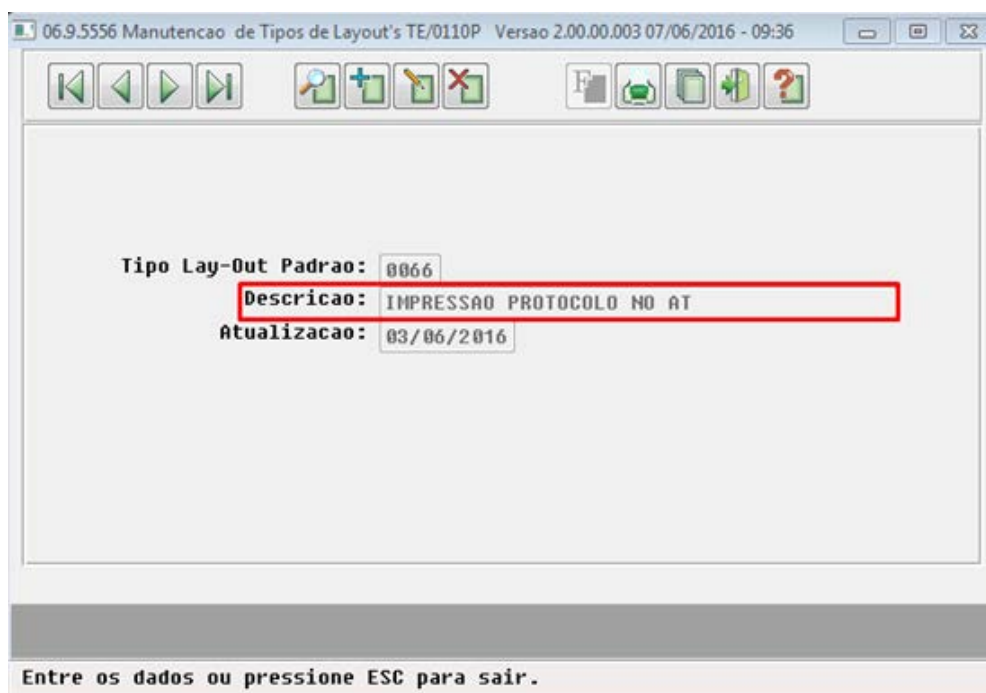 06.9.5556 Manutencao de Tipos de Layout's TE/0110P Versao 2.00.00.003 07/06/2016 - 09:36
F
?
Tipo Lay-Out Padrao: 0066
Descricao: IMPRESSAO PROTOCOLO NO AT
Atualizacao: 03/06/2016
Entre os dados ou pressione ESC para sair.